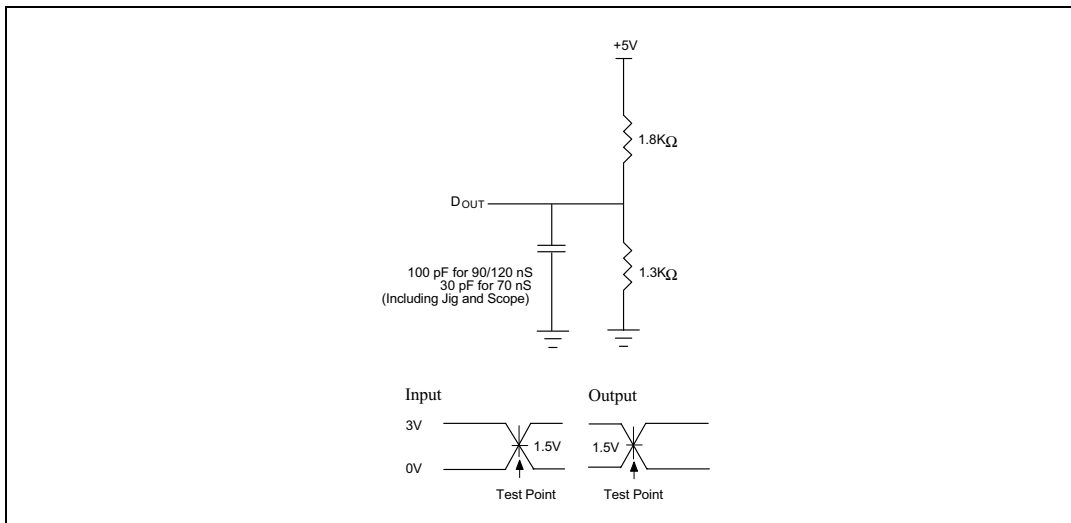 +5V
1.8KΩ
DOUT
1.3KΩ
100 pF for 90/120 nS
30 pF for 70 nS
(Including Jig and Scope)
Input
Output
3V
1.5V
1.5V
0V
Test Point
Test Point